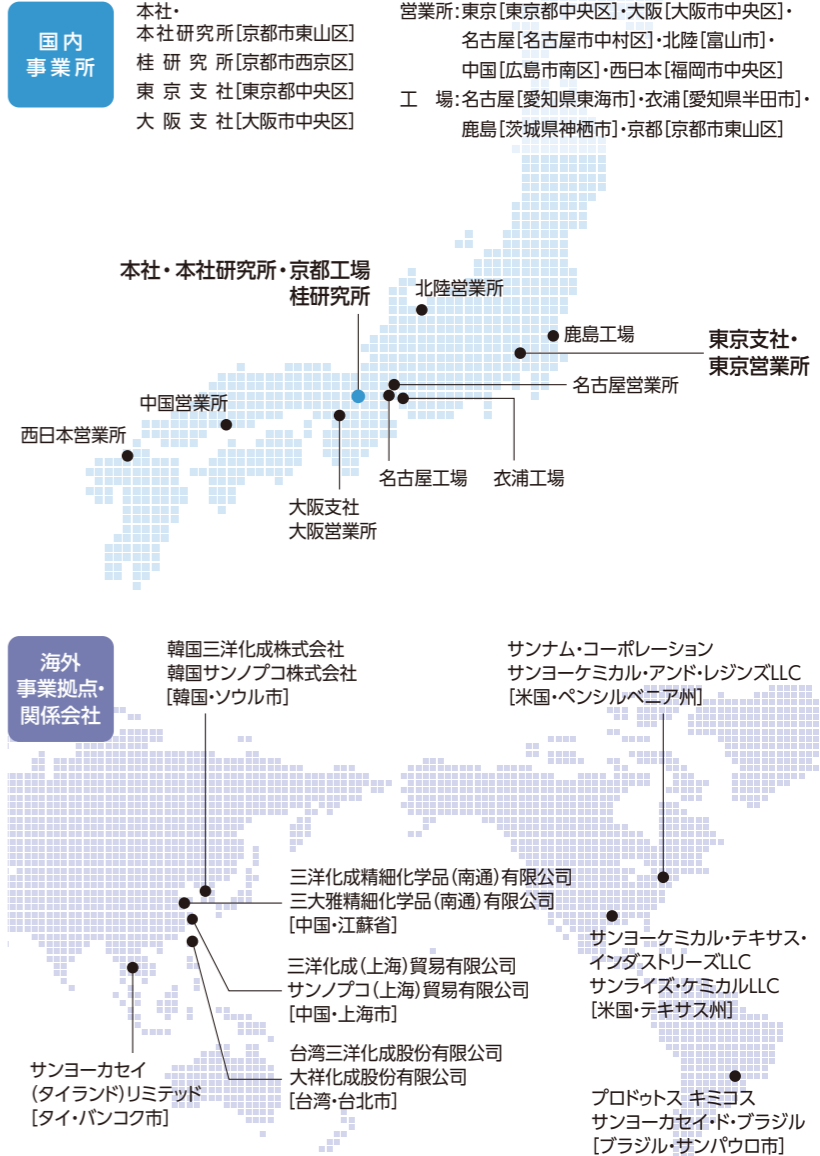 国内
事業所
本社・
本社研究所[京都市東山区]
桂研究所[京都市西京区]
東京支社[東京都中央区]
大阪支社[大阪市中央区]
営業所:東京[東京都中央区]・大阪[大阪市中央区]・
名古屋[名古屋市中村区]・北陸[富山市]・
中国[広島市南区]・西日本[福岡市中央区]
工　場:名古屋[愛知県東海市]・衣浦[愛知県半田市]・
鹿島[茨城県神栖市]・京都[京都市東山区]
本社・本社研究所・京都工場
桂研究所
北陸営業所
鹿島工場
東京支社・
東京営業所
名古屋営業所
中国営業所
西日本営業所
名古屋工場
衣浦工場
大阪支社
大阪営業所
海外
事業拠点・
関係会社
韓国三洋化成株式会社
韓国サンノプコ株式会社
[韓国・ソウル市]
サンナム・コーポレーション
サンヨーケミカル・アンド・レジンズLLC
[米国・ペンシルベニア州]
三洋化成精細化学品(南通)有限公司
三大雅精細化学品(南通)有限公司
[中国・江蘇省]
サンヨーケミカル・テキサス・
インダストリーズLLC
サンライズ・ケミカルLLC
[米国・テキサス州]
三洋化成(上海)貿易有限公司
サンノプコ(上海)貿易有限公司
[中国・上海市]
台湾三洋化成股份有限公司
大祥化成股份有限公司
[台湾・台北市]
サンヨーカセイ
(タイランド)リミテッド
[タイ・バンコク市]
プロドゥトス キミコス
サンヨーカセイ・ド・ブラジル
[ブラジル・サンパウロ市]